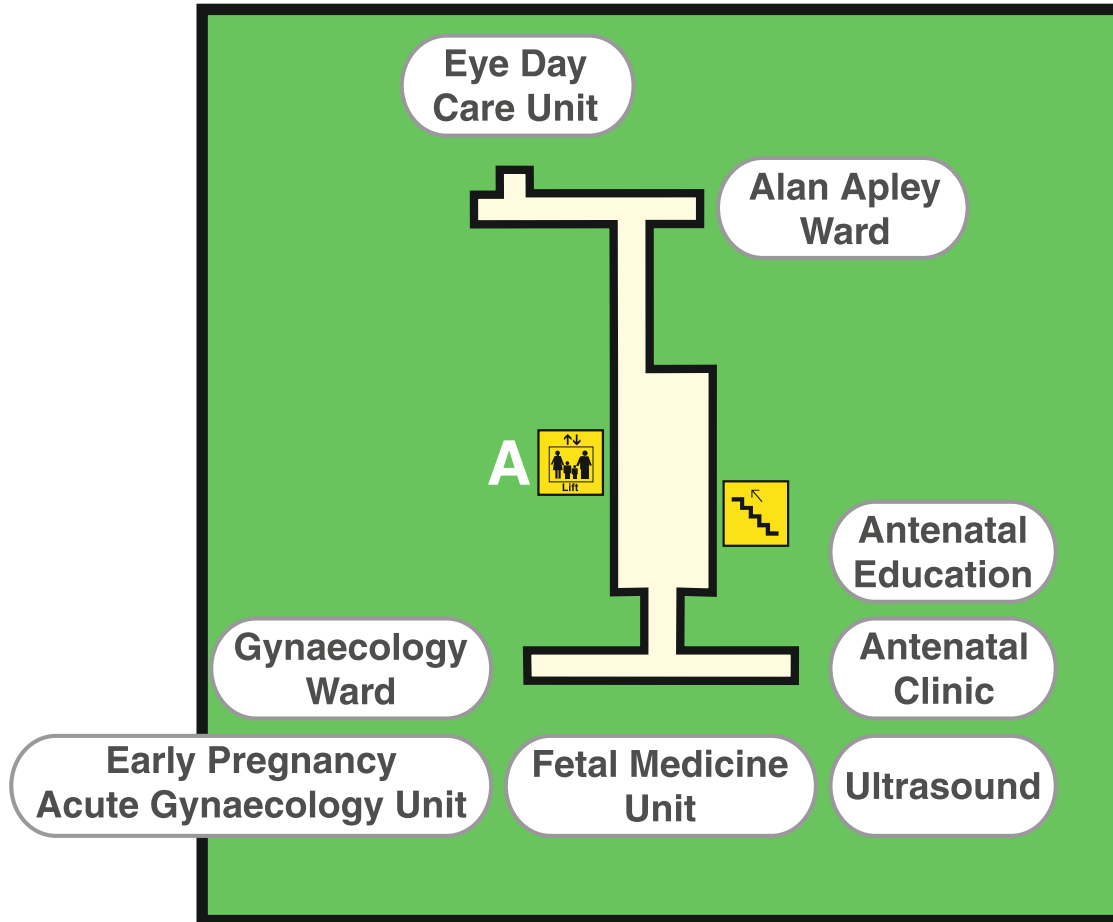 Eye Day
Care Unit
Alan Apley
Ward
A
Lift
Antenatal
Education
Gynaecology
Ward
Antenatal
Clinic
Early Pregnancy
Acute Gynaecology Unit
Fetal Medicine
Unit
Ultrasound